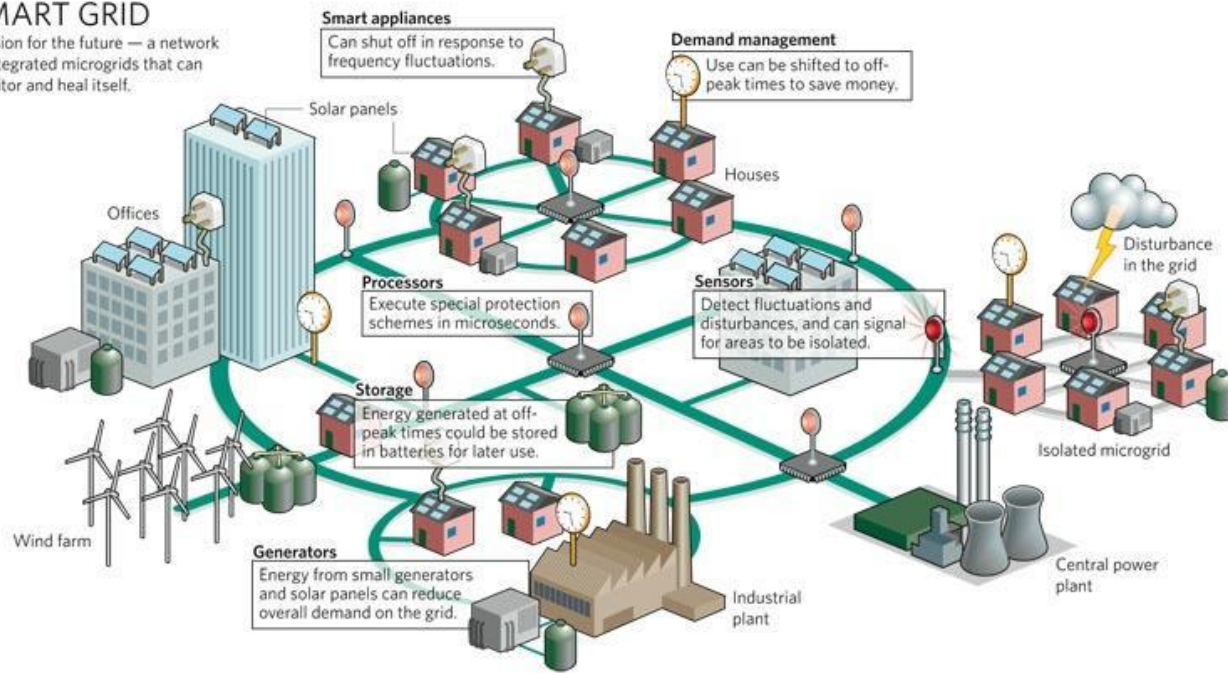 MART GRID
ion for the future — a network
tegrated microgrids that can
itor and heal itself.
Smart appliances
Can shut off in response to
frequency fluctuations.
Demand management
Use can be shifted to off-
peak times to save money.
Solar panels
Houses
Offices
Disturbance
in the grid
Processors
Execute special protection
schemes in microseconds.
Sensors
Detect fluctuations and
disturbances, and can signal
for areas to be isolated.
Storage
Energy generated at off-
peak times could be stored
in batteries for later use.
Isolated microgrid
Wind farm
Generators
Energy from small generators
and solar panels can reduce
overall demand on the grid.
Industrial
plant
Central power
plant